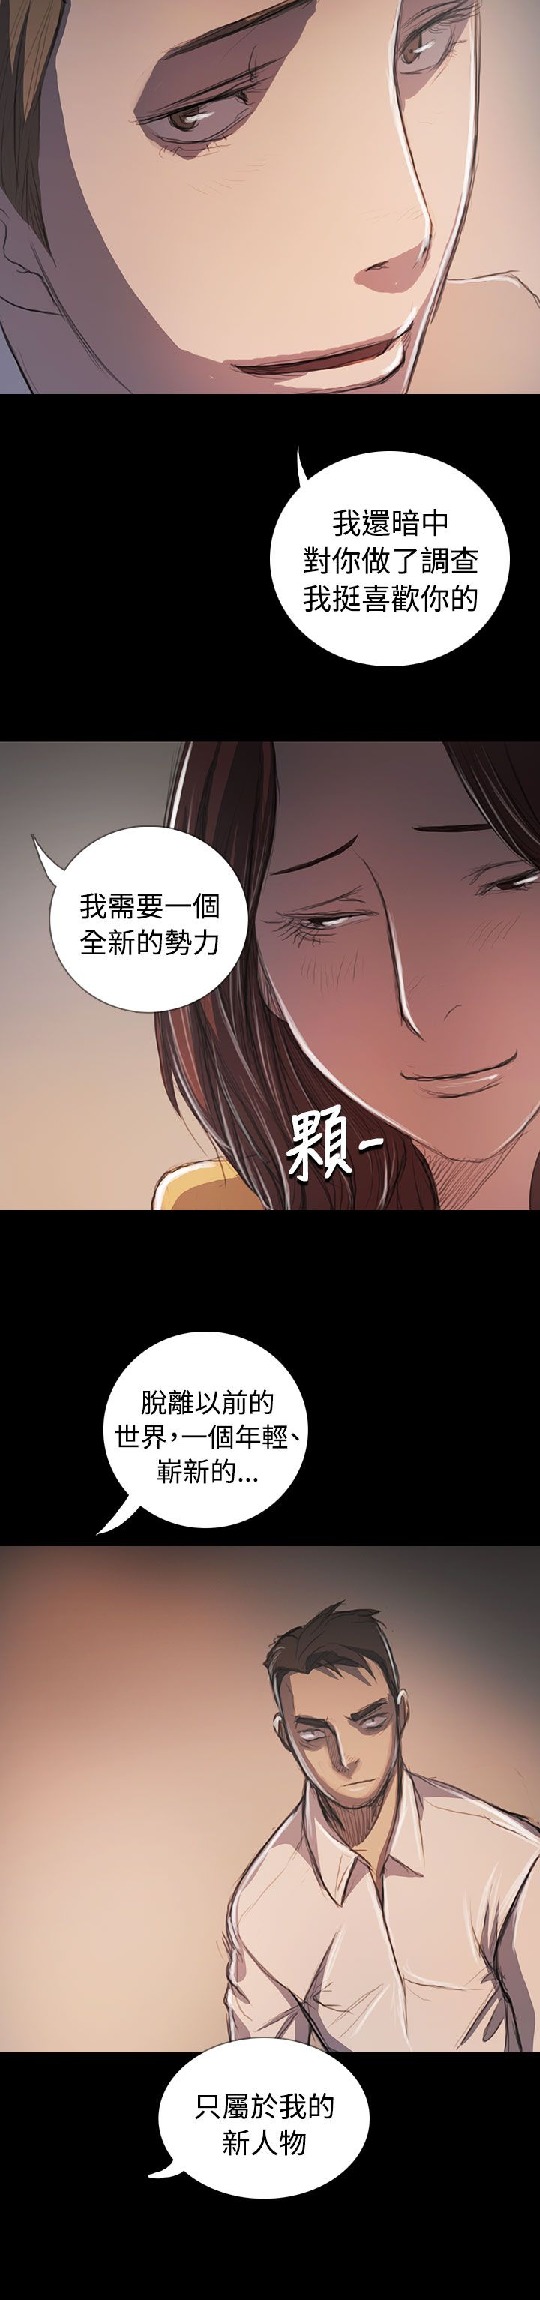 我還暗中
對你做了調查
我挺喜歡你的
我需要一個
全新的勢力
顆-
脫離以前的
世界,一個年輕、
嶄新的...
只屬於我的
新人物